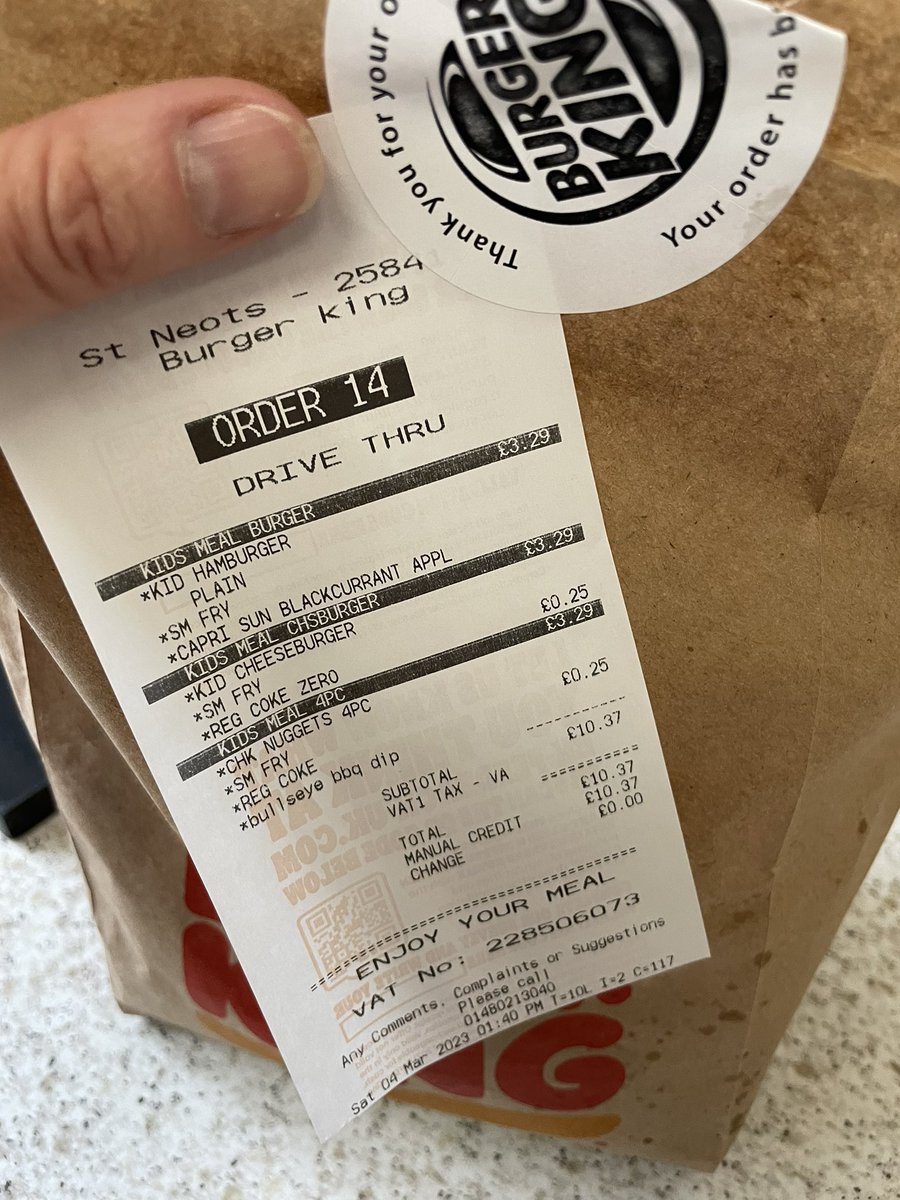 Thank you for your o
Your order has b
BURGER
KING
St Neots - 2584
Burger king
ORDER 14
DRIVE THRU
KIDS MEAL BURGER £3.29
*KID HAMBURGER
PLAIN
*SM FRY
*CAPRI SUN BLACKCURRANT APPL
KIDS MEAL CHSBURGER £3.29
*KID CHEESEBURGER
*SM FRY
*REG COKE ZERO £0.25
KIDS MEAL 4PC £3.29
*CHK NUGGETS 4PC
*SM FRY
*REG COKE £0.25
*bullseye bbq dip
SUBTOTAL £10.37
VAT1 TAX - VA
TOTAL £10.37
MANUAL CREDIT £10.37
CHANGE £0.00
ENJOY YOUR MEAL
VAT No: 228506073
Any Comments, Complaints or Suggestions
Please call
01480213040
Sat 04 Mar 2023 01:40 PM T=10L I=2 C=117